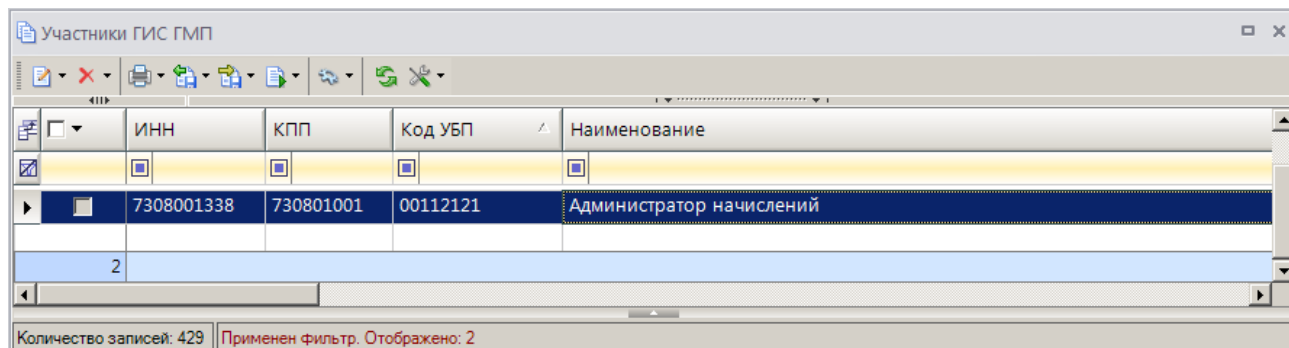 Участники ГИС ГМП
ИНН КПП Код УБП Наименование
7308001338 730801001 00112121 Администратор начислений
2
Количество записей: 429 Применен фильтр. Отображено: 2